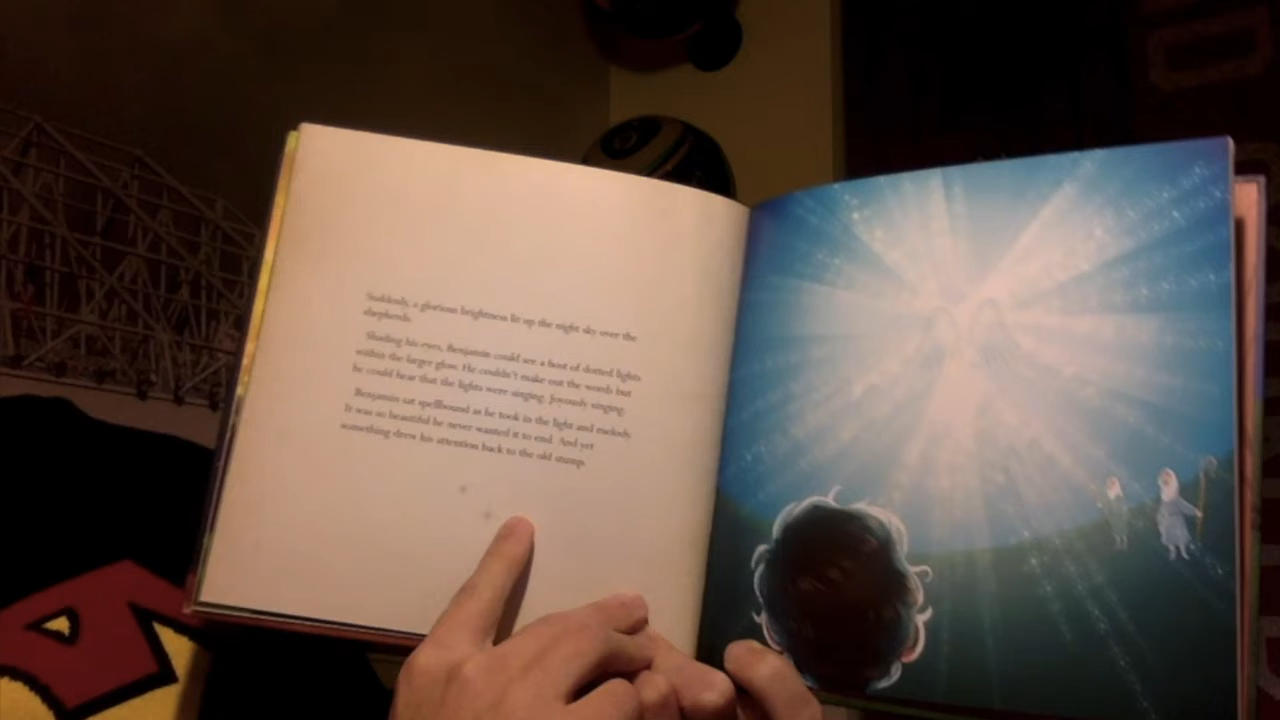 Suddenly, a glorious brightness lit up the night sky over the
shepherds.
Shading his eyes, Benjamin could see a host of dotted lights
within the larger glow. He couldn't make out the words but
he could hear that the lights were singing. Joyously singing.
Benjamin sat spellbound as he took in the light and melody.
It was so beautiful he never wanted it to end. And yet
something drew his attention back to the old stump.